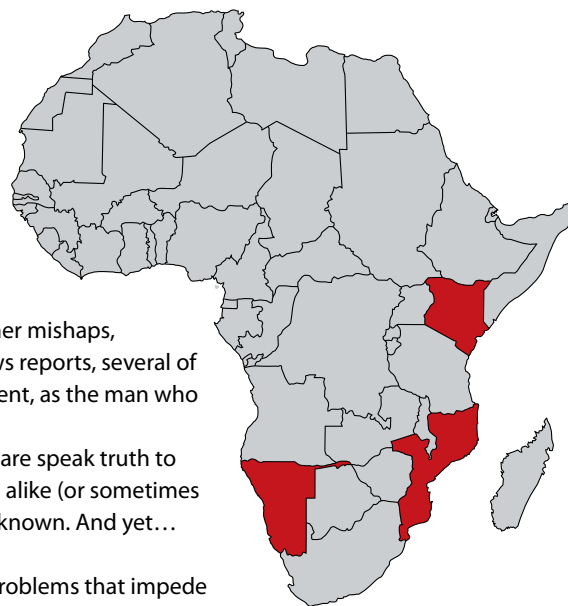 ner mishaps,
ws reports, several of
ent, as the man who
are speak truth to
alike (or sometimes
known. And yet…
roblems that impede